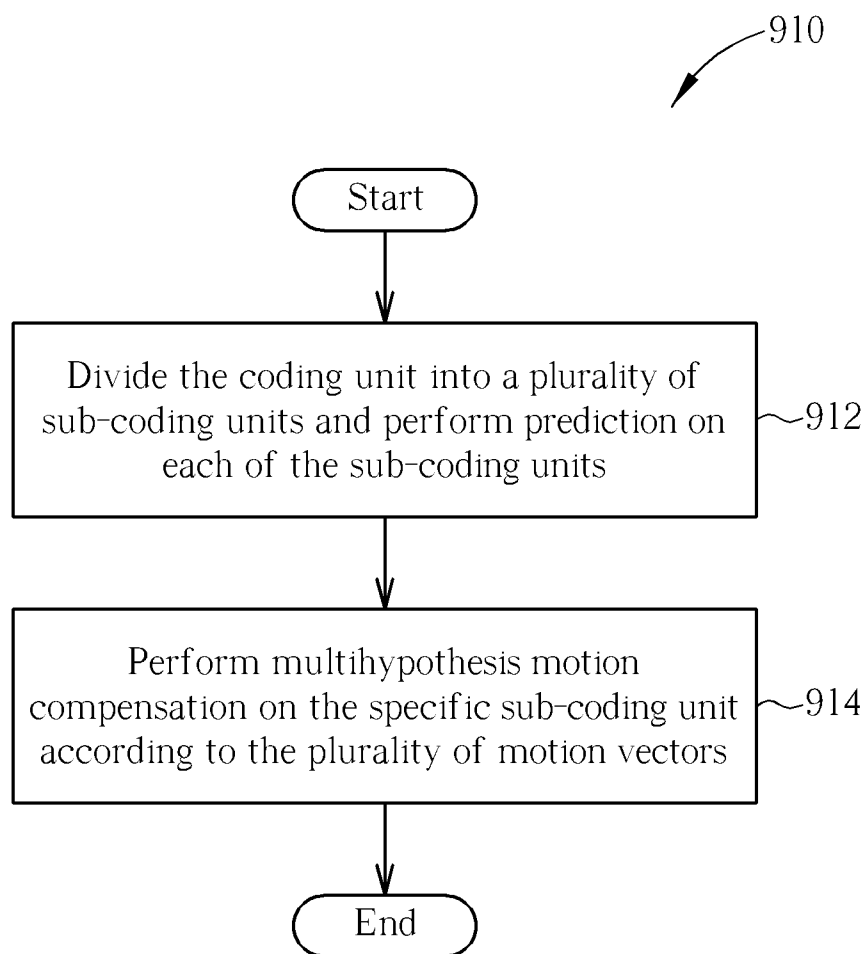 910
Start
Divide the coding unit into a plurality of
sub-coding units and perform prediction on
each of the sub-coding units
912
Perform multihypothesis motion
compensation on the specific sub-coding unit
according to the plurality of motion vectors
914
End